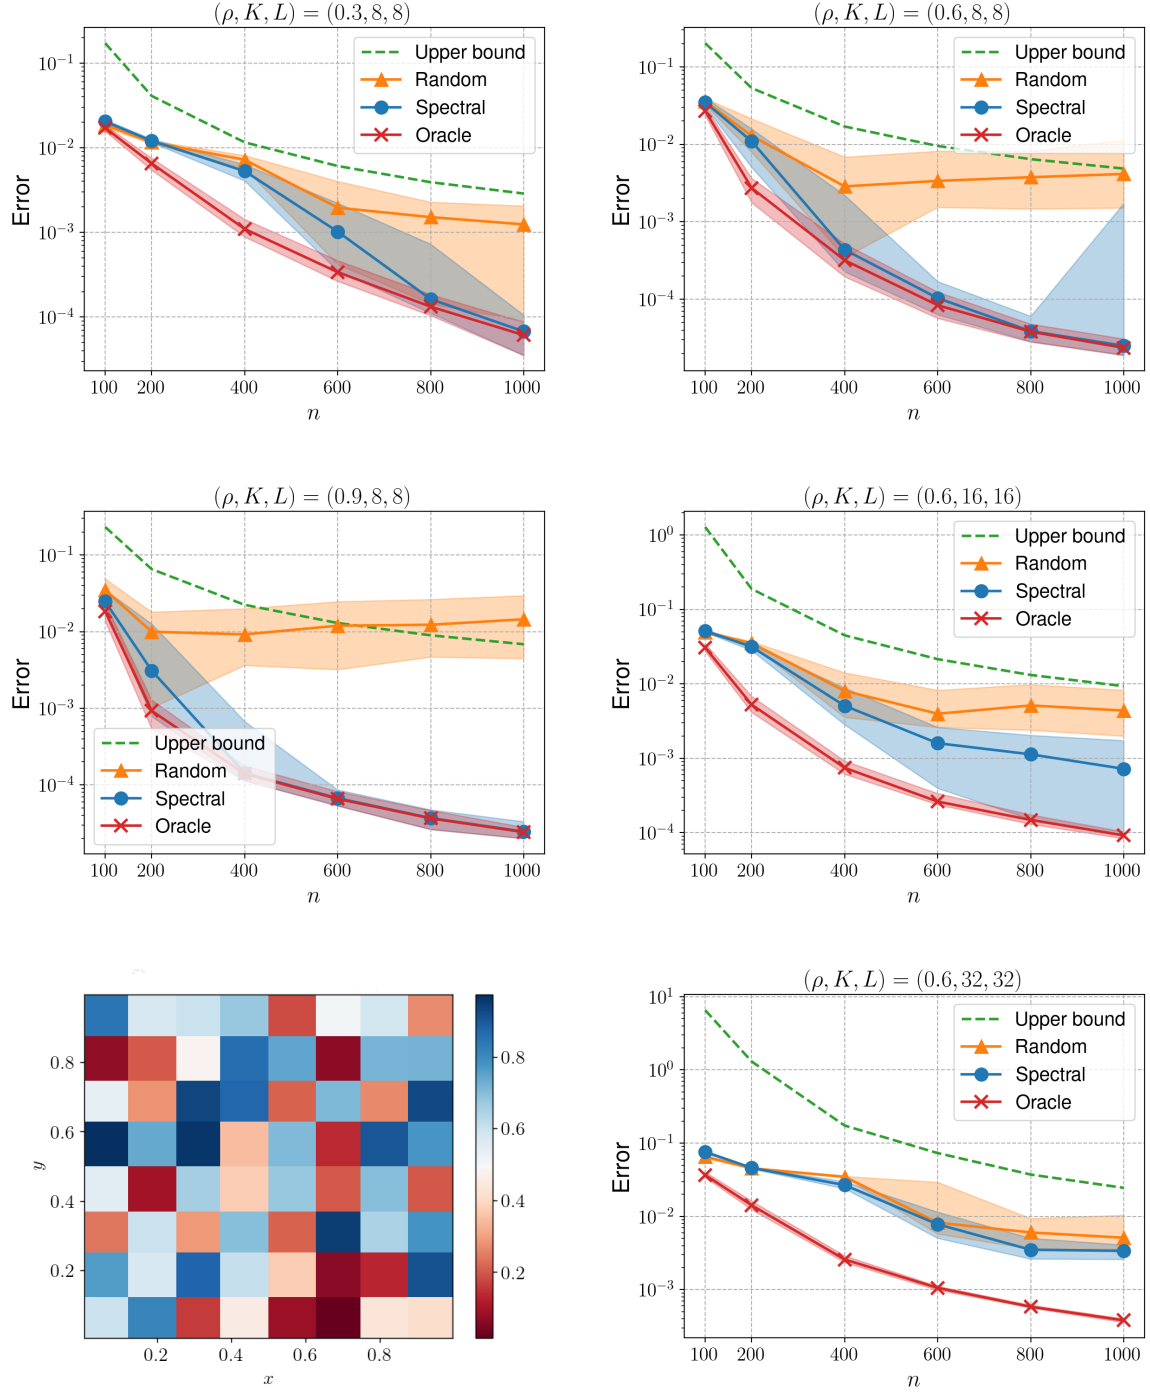 (ρ, K, L) = (0.3, 8, 8)
10⁻¹
10⁻²
10⁻³
10⁻⁴
Error
Upper bound
Random
Spectral
Oracle
100 200 400 600 800 1000
n
(ρ, K, L) = (0.6, 8, 8)
10⁻¹
10⁻²
10⁻³
10⁻⁴
Error
Upper bound
Random
Spectral
Oracle
100 200 400 600 800 1000
n
(ρ, K, L) = (0.9, 8, 8)
10⁻¹
10⁻²
10⁻³
10⁻⁴
Error
Upper bound
Random
Spectral
Oracle
100 200 400 600 800 1000
n
(ρ, K, L) = (0.6, 16, 16)
10⁰
10⁻¹
10⁻²
10⁻³
10⁻⁴
Error
Upper bound
Random
Spectral
Oracle
100 200 400 600 800 1000
n
0.8
0.6
0.4
0.2
y
0.2 0.4 0.6 0.8
x
0.8
0.6
0.4
0.2
(ρ, K, L) = (0.6, 32, 32)
10¹
10⁰
10⁻¹
10⁻²
10⁻³
Error
Upper bound
Random
Spectral
Oracle
100 200 400 600 800 1000
n